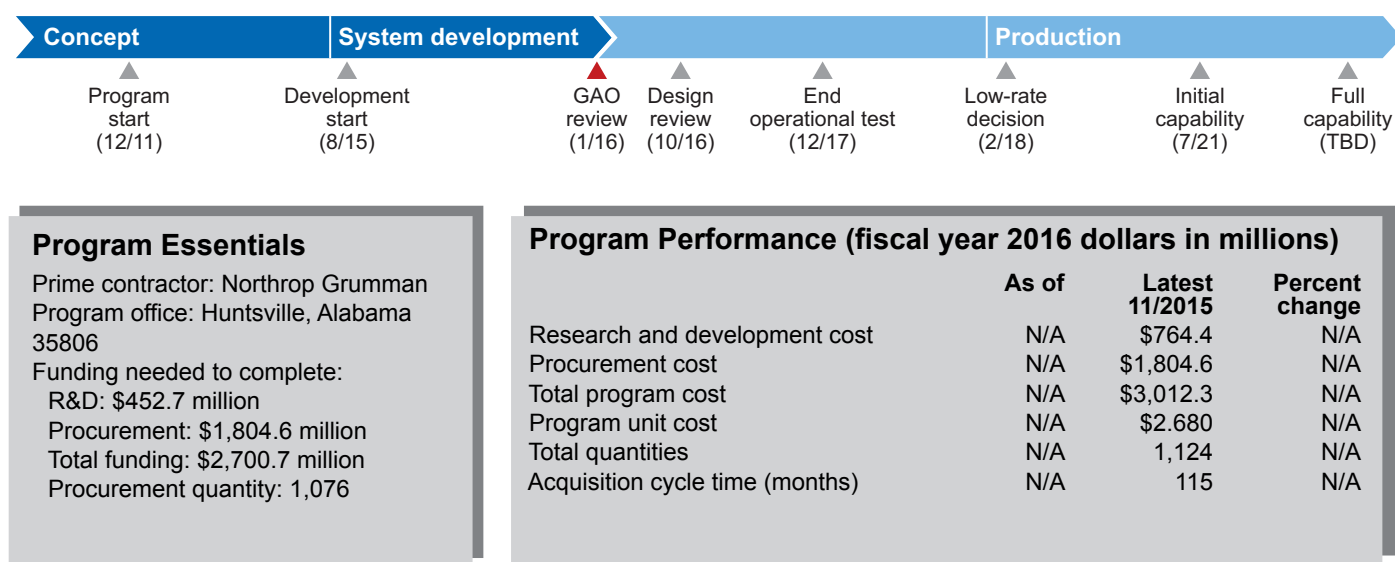 Concept
System development
Production
Program
start
(12/11)
Development
start
(8/15)
GAO
review
(1/16)
Design
review
(10/16)
End
operational test
(12/17)
Low-rate
decision
(2/18)
Initial
capability
(7/21)
Full
capability
(TBD)
Program Essentials
Prime contractor: Northrop Grumman
Program office: Huntsville, Alabama
35806
Funding needed to complete:
R&D: $452.7 million
Procurement: $1,804.6 million
Total funding: $2,700.7 million
Procurement quantity: 1,076
Program Performance (fiscal year 2016 dollars in millions)
As of Latest Percent
11/2015 change
Research and development cost N/A $764.4 N/A
Procurement cost N/A $1,804.6 N/A
Total program cost N/A $3,012.3 N/A
Program unit cost N/A $2.680 N/A
Total quantities N/A 1,124 N/A
Acquisition cycle time (months) N/A 115 N/A